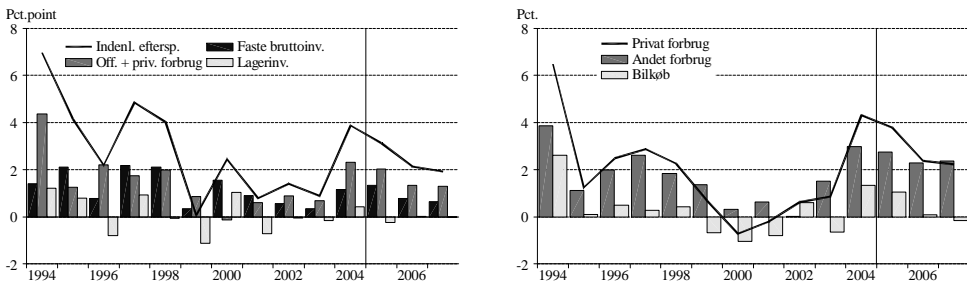 Pct.point
8
Indenl. eftersp.
Faste bruttoinv.
Off. + priv. forbrug
Lagerinv.
6
4
2
0
-2
1994 1996 1998 2000 2002 2004 2006
Pct.
8
Privat forbrug
Andet forbrug
Bilkøb
6
4
2
0
-2
1994 1996 1998 2000 2002 2004 2006